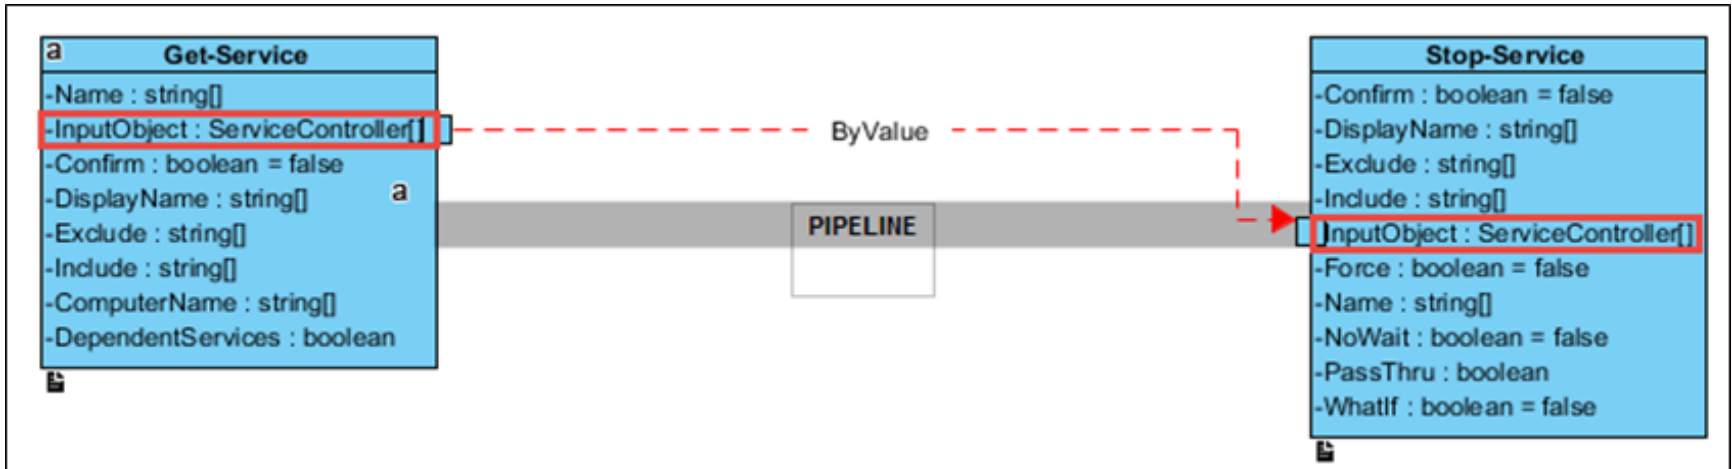 a
Get-Service
-Name : string[]
-InputObject : ServiceController[]
-Confirm : boolean = false
-DisplayName : string[]
a
-Exclude : string[]
-Include : string[]
-ComputerName : string[]
-DependentServices : boolean
ByValue
PIPELINE
Stop-Service
-Confirm : boolean = false
-DisplayName : string[]
-Exclude : string[]
-Include : string[]
InputObject : ServiceController[]
-Force : boolean = false
-Name : string[]
-NoWait : boolean = false
-PassThru : boolean
-WhatIf : boolean = false